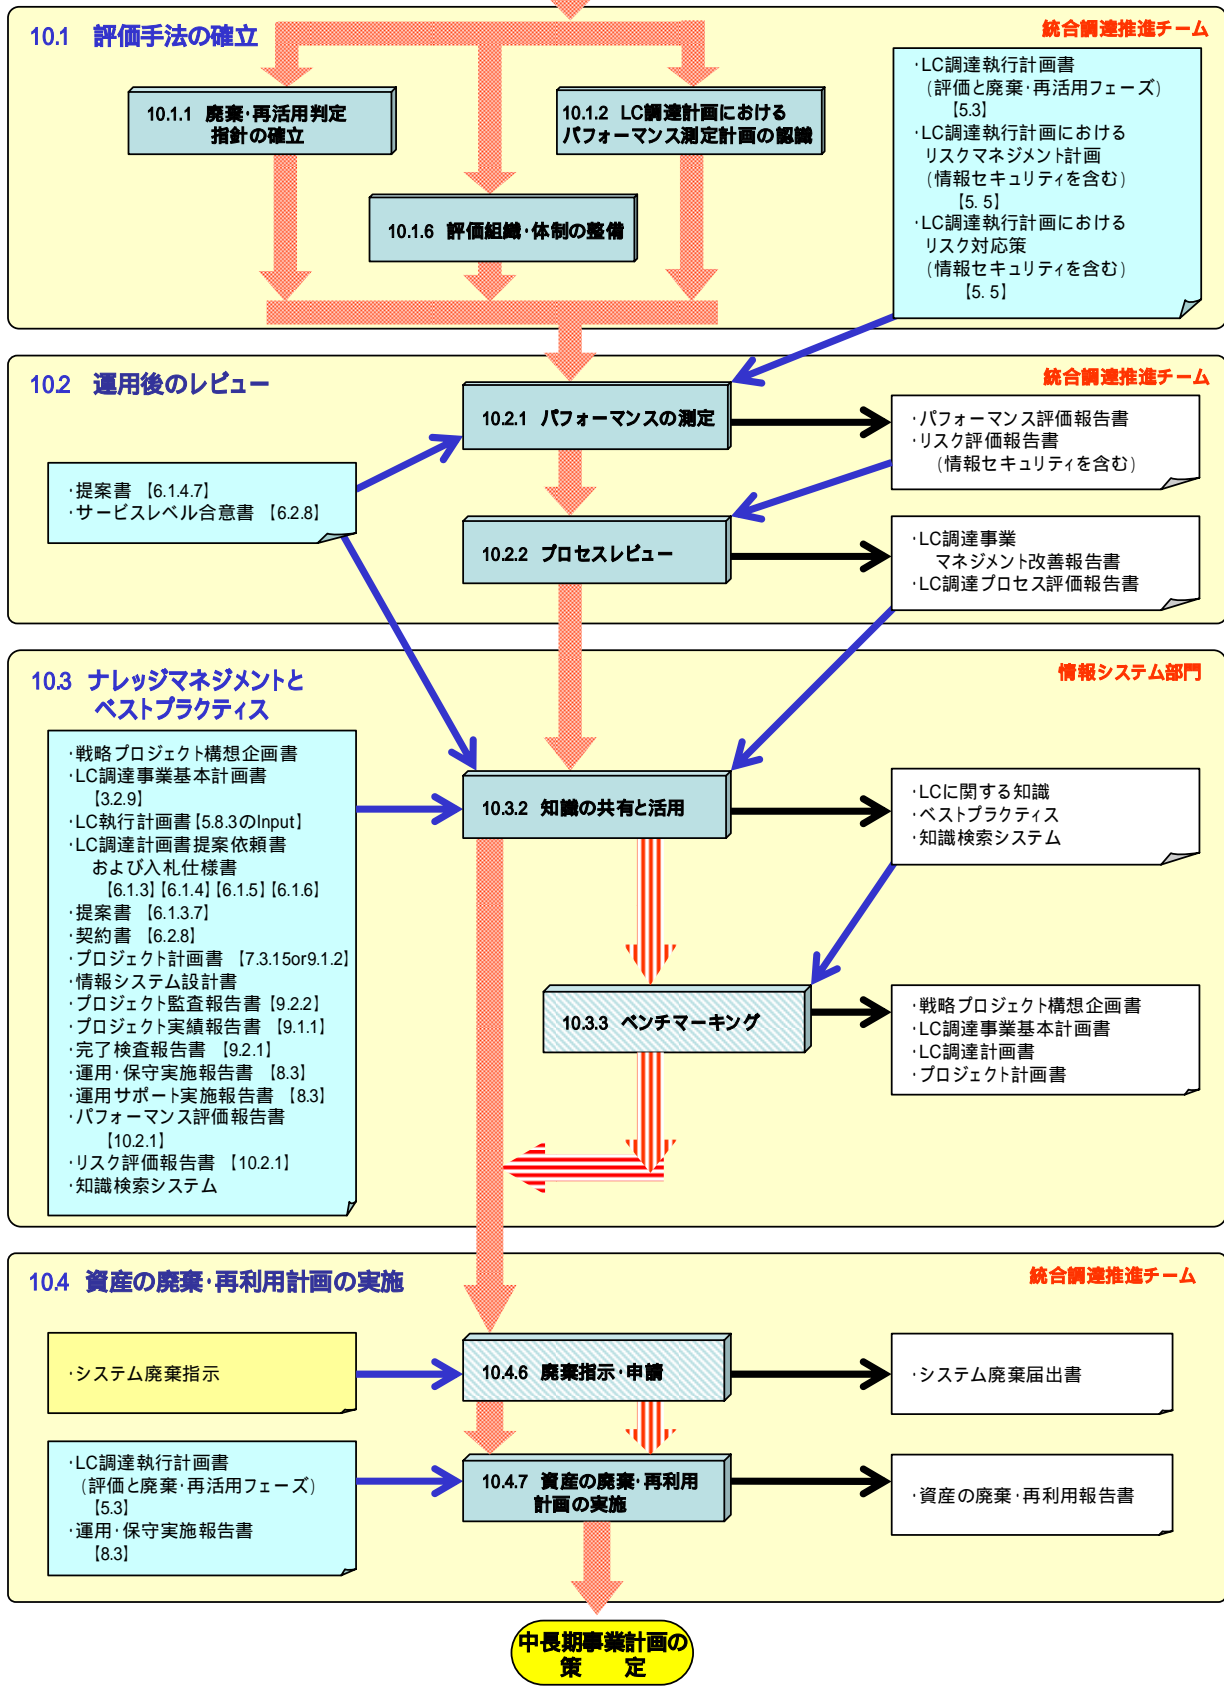 10.1 評価手法の確立
統合調達推進チーム
10.1.1 廃棄・再活用判定
指針の確立
10.1.2 LC調達計画における
パフォーマンス測定計画の認識
10.1.6 評価組織・体制の整備
・LC調達執行計画書
(評価と廃棄・再活用フェーズ)
【5.3】
・LC調達執行計画における
リスクマネジメント計画
(情報セキュリティを含む)
【5. 5】
・LC調達執行計画における
リスク対応策
(情報セキュリティを含む)
【5. 5】
10.2 運用後のレビュー
統合調達推進チーム
10.2.1 パフォーマンスの測定
・パフォーマンス評価報告書
・リスク評価報告書
(情報セキュリティを含む)
・提案書 【6.1.4.7】
・サービスレベル合意書 【6.2.8】
10.2.2 プロセスレビュー
・LC調達事業
マネジメント改善報告書
・LC調達プロセス評価報告書
10.3 ナレッジマネジメントと
ベストプラクティス
情報システム部門
・戦略プロジェクト構想企画書
・LC調達事業基本計画書
【3.2.9】
・LC執行計画書【5.8.3のInput】
・LC調達計画書提案依頼書
および入札仕様書
【6.1.3】【6.1.4】【6.1.5】【6.1.6】
・提案書 【6.1.3.7】
・契約書 【6.2.8】
・プロジェクト計画書 【7.3.15or9.1.2】
・情報システム設計書
・プロジェクト監査報告書【9.2.2】
・プロジェクト実績報告書 【9.1.1】
・完了検査報告書 【9.2.1】
・運用・保守実施報告書 【8.3】
・運用サポート実施報告書 【8.3】
・パフォーマンス評価報告書
【10.2.1】
・リスク評価報告書 【10.2.1】
・知識検索システム
10.3.2 知識の共有と活用
・LCに関する知識
・ベストプラクティス
・知識検索システム
10.3.3 ベンチマーキング
・戦略プロジェクト構想企画書
・LC調達事業基本計画書
・LC調達計画書
・プロジェクト計画書
10.4 資産の廃棄・再利用計画の実施
統合調達推進チーム
・システム廃棄指示
10.4.6 廃棄指示・申請
・システム廃棄届出書
・LC調達執行計画書
(評価と廃棄・再活用フェーズ)
【5.3】
・運用・保守実施報告書
【8.3】
10.4.7 資産の廃棄・再利用
計画の実施
・資産の廃棄・再利用報告書
中長期事業計画の
策 定